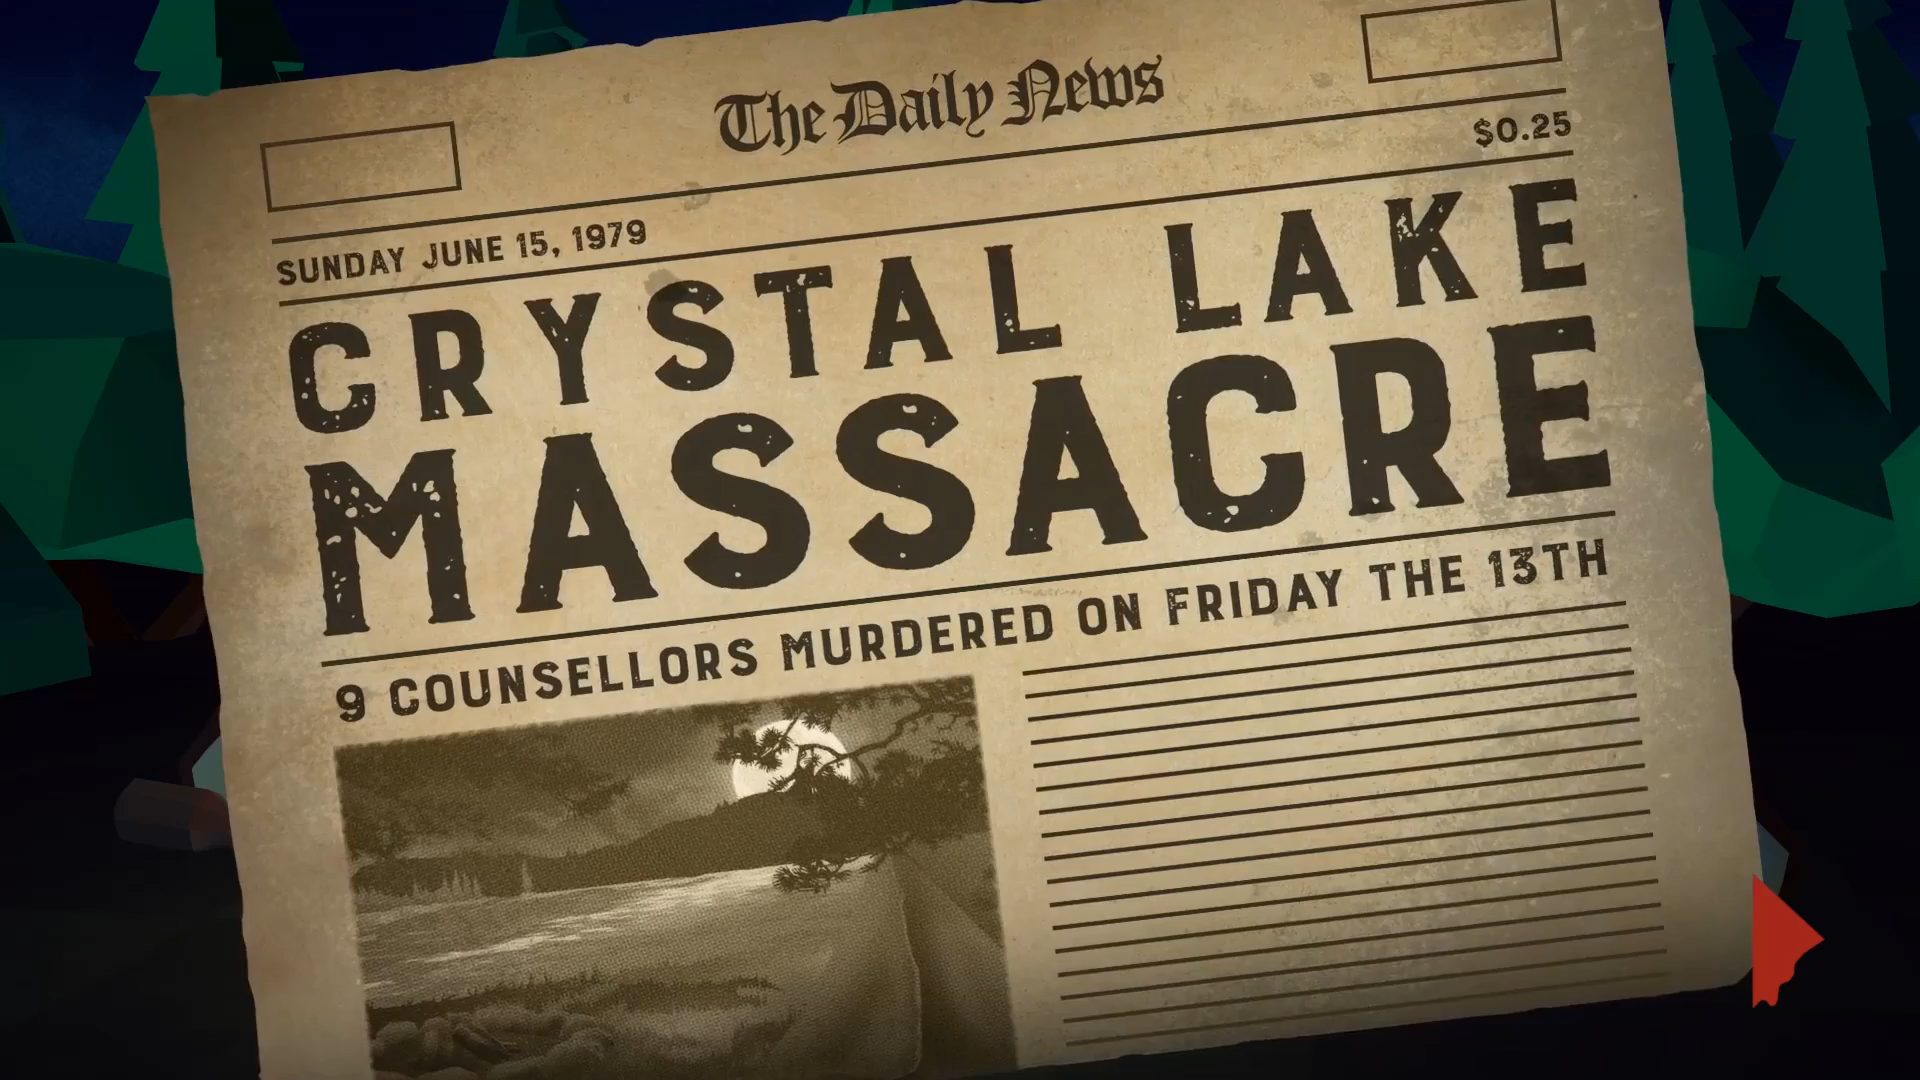 The Daily News
$0.25
SUNDAY JUNE 15, 1979
CRYSTAL LAKE
MASSACRE
9 COUNSELLORS MURDERED ON FRIDAY THE 13TH